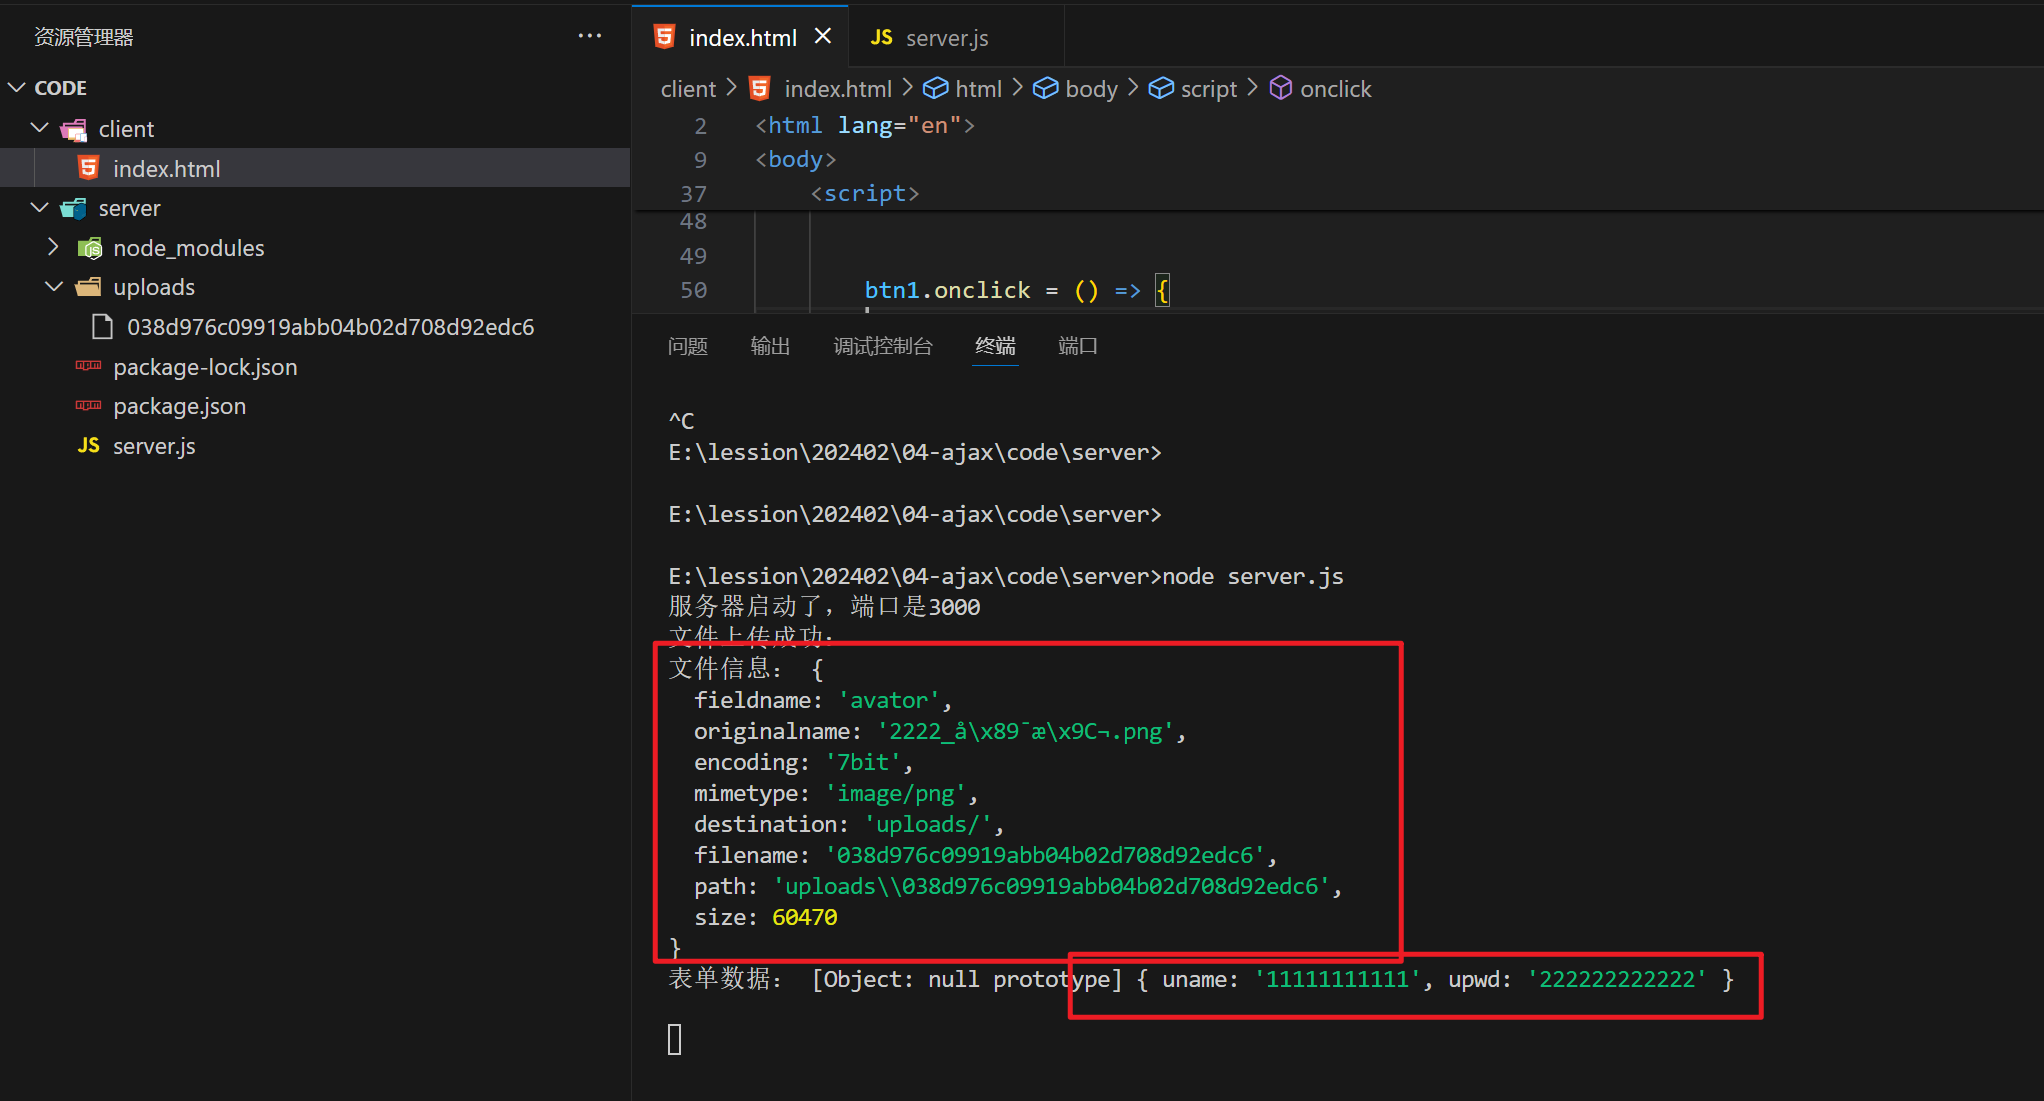 资源管理器
···
CODE
client
index.html
server
node_modules
uploads
038d976c09919abb04b02d708d92edc6
package-lock.json
package.json
JS server.js
index.html
JS server.js
client > index.html > html > body > script > onclick
2 <html lang="en">
9 <body>
37 <script>
48
49
50 btn1.onclick = () => {
问题 输出 调试控制台 终端 端口
^C
E:\lession\202402\04-ajax\code\server>
E:\lession\202402\04-ajax\code\server>
E:\lession\202402\04-ajax\code\server>node server.js
服务器启动了，端口是3000
文件上传成功:
文件信息： {
fieldname: 'avator',
originalname: '2222_å\x89¯æ\x9C¬.png',
encoding: '7bit',
mimetype: 'image/png',
destination: 'uploads/',
filename: '038d976c09919abb04b02d708d92edc6',
path: 'uploads\\038d976c09919abb04b02d708d92edc6',
size: 60470
}
表单数据： [Object: null prototype] { uname: '11111111111', upwd: '222222222222' }